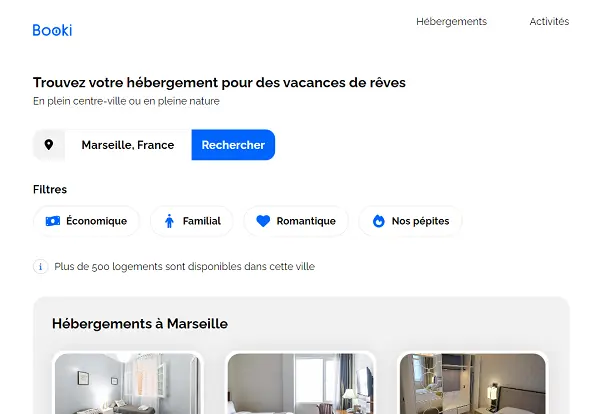 Booki
Hébergements
Activités
Trouvez votre hébergement pour des vacances de rêves
En plein centre-ville ou en pleine nature
Marseille, France
Rechercher
Filtres
Économique
Familial
Romantique
Nos pépites
i
Plus de 500 logements sont disponibles dans cette ville
Hébergements à Marseille